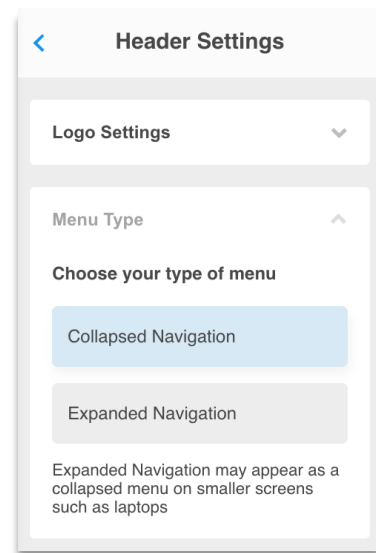 Header Settings
Logo Settings
Menu Type
Choose your type of menu
Collapsed Navigation
Expanded Navigation
Expanded Navigation may appear as a
collapsed menu on smaller screens
such as laptops